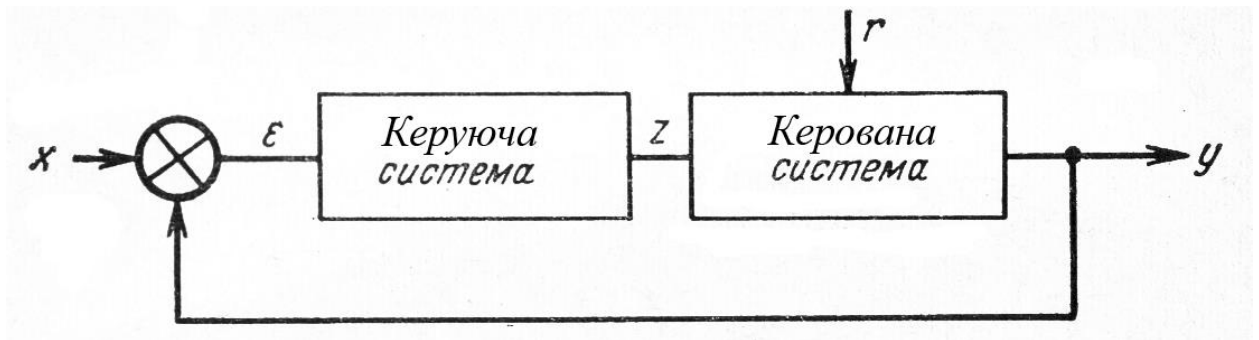 r
x
ε
Керуюча
система
z
Керована
система
y